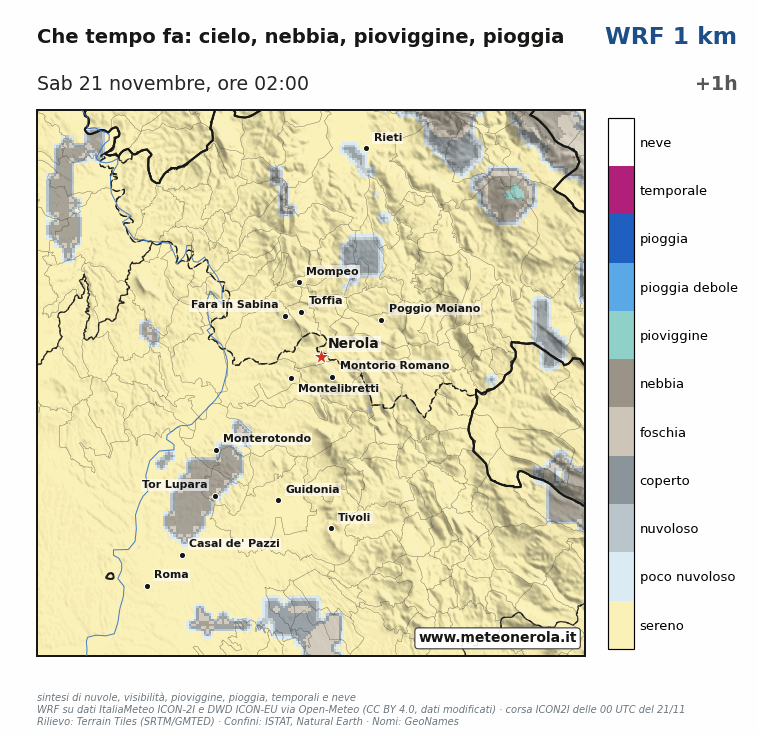 Che tempo fa: cielo, nebbia, pioviggine, pioggia
WRF 1 km
Sab 21 novembre, ore 02:00
+1h
Rieti
Mompeo
Toffia
Fara in Sabina
Poggio Moiano
Nerola
Montorio Romano
Montelibretti
Monterotondo
Tor Lupara
Guidonia
Tivoli
Casal de' Pazzi
Roma
www.meteonerola.it
neve
temporale
pioggia
pioggia debole
pioviggine
nebbia
foschia
coperto
nuvoloso
poco nuvoloso
sereno
sintesi di nuvole, visibilità, pioviggine, pioggia, temporali e neve
WRF su dati ItaliaMeteo ICON-2I e DWD ICON-EU via Open-Meteo (CC BY 4.0, dati modificati) · corsa ICON2I delle 00 UTC del 21/11
Rilievo: Terrain Tiles (SRTM/GMTED) · Confini: ISTAT, Natural Earth · Nomi: GeoNames